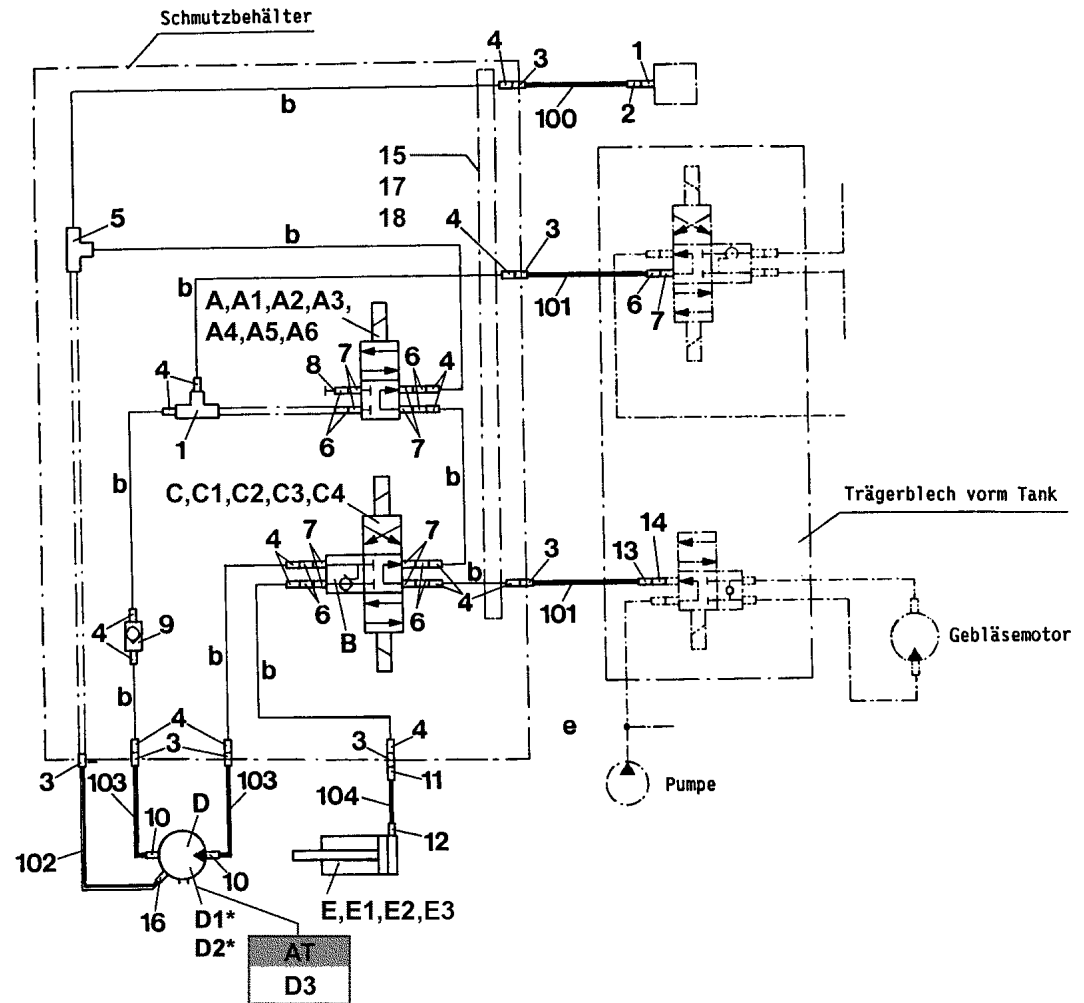 Schmutzbehälter
4
3
1
b
100
2
15
17
18
5
b
4
3
b
101
6
7
A,A1,A2,A3,
A4,A5,A6
8
7
6
4
4
1
6
7
b
b
C,C1,C2,C3,C4
Trägerblech vorm Tank
4
7
7
3
13
14
b
4
6
B
6
4
101
4
9
Gebläsemotor
b
b
b
e
4
4
3
3
3
11
Pumpe
103
103
104
D
10
12
102
10
16
D1*
D2*
E,E1,E2,E3
AT
D3